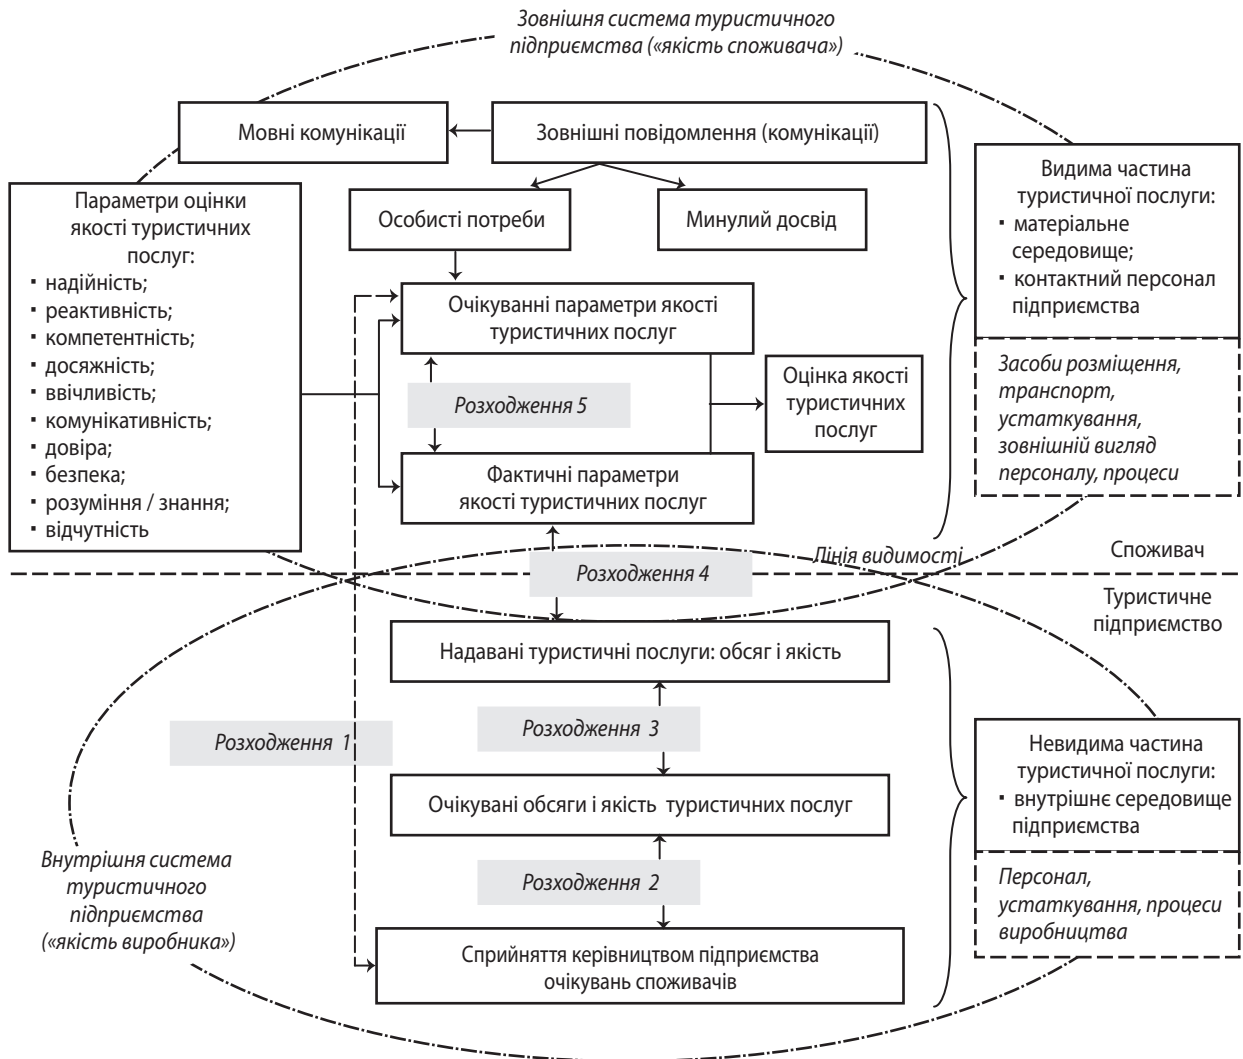 Зовнішня система туристичного
підприємства («якість споживача»)
Мовні комунікації
Зовнішні повідомлення (комунікації)
Особисті потреби
Минулий досвід
Параметри оцінки
якості туристичних
послуг:
▪ надійність;
▪ реактивність;
▪ компетентність;
▪ досяжність;
▪ ввічливість;
▪ комунікативність;
▪ довіра;
▪ безпека;
▪ розуміння / знання;
▪ відчутність
Очікуванні параметри якості
туристичних послуг
Розходження 5
Оцінка якості
туристичних
послуг
Фактичні параметри
якості туристичних послуг
Видима частина
туристичної послуги:
▪ матеріальне
середовище;
▪ контактний персонал
підприємства
Засоби розміщення,
транспорт,
устаткування,
зовнішній вигляд
персоналу, процеси
Лінія видимості
Споживач
Розходження 4
Туристичне
підприємство
Надавані туристичні послуги: обсяг і якість
Розходження 1
Розходження 3
Очікувані обсяги і якість туристичних послуг
Розходження 2
Сприйняття керівництвом підприємства
очікувань споживачів
Невидима частина
туристичної послуги:
▪ внутрішнє середовище
підприємства
Персонал,
устаткування, процеси
виробництва
Внутрішня система
туристичного
підприємства
(«якість виробника»)